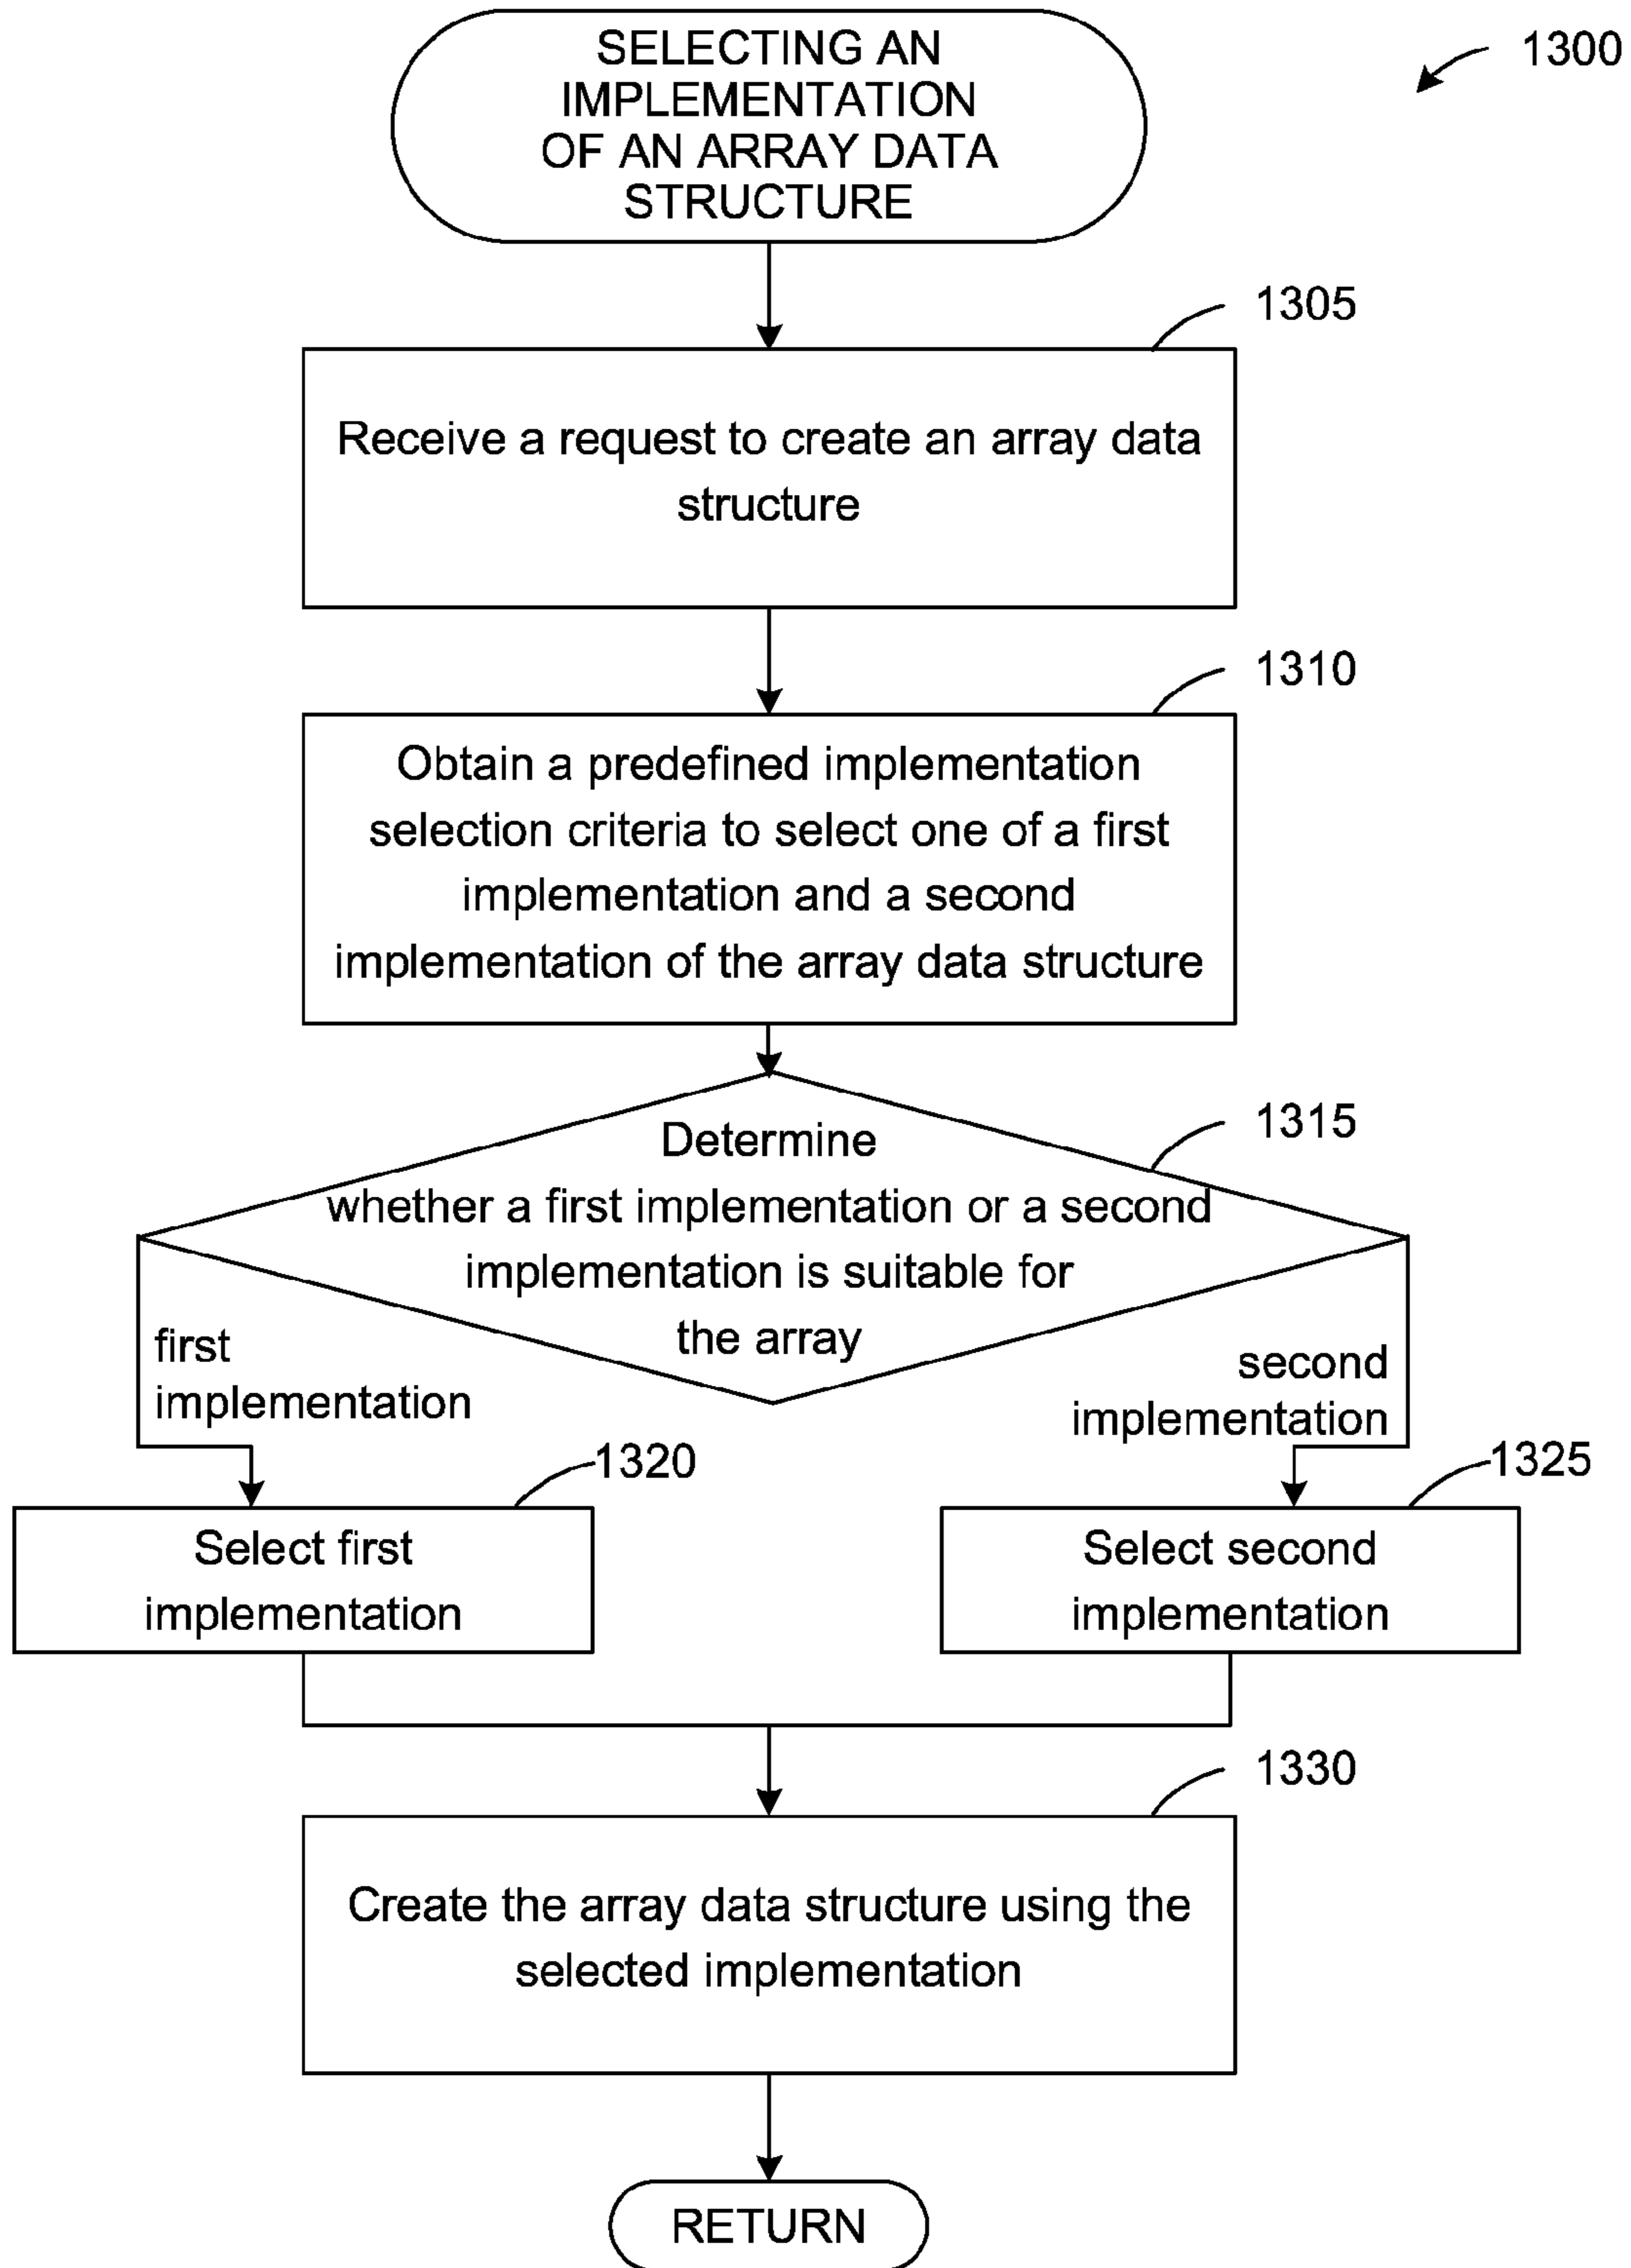 SELECTING AN
IMPLEMENTATION
OF AN ARRAY DATA
STRUCTURE
1300
1305
Receive a request to create an array data
structure
1310
Obtain a predefined implementation
selection criteria to select one of a first
implementation and a second
implementation of the array data structure
1315
Determine
whether a first implementation or a second
implementation is suitable for
the array
first
implementation
second
implementation
1320
1325
Select first
implementation
Select second
implementation
1330
Create the array data structure using the
selected implementation
RETURN